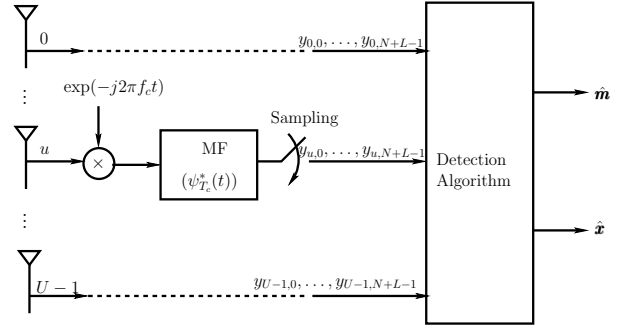 0
y_{0,0}, . . . , y_{0,N+L−1}
exp(−j2πf_c t)
⋮
Sampling
m̂
u
×
MF
(ψ*_{T_c}(t))
y_{u,0}, . . . , y_{u,N+L−1}
Detection
Algorithm
⋮
x̂
U − 1
y_{U−1,0}, . . . , y_{U−1,N+L−1}